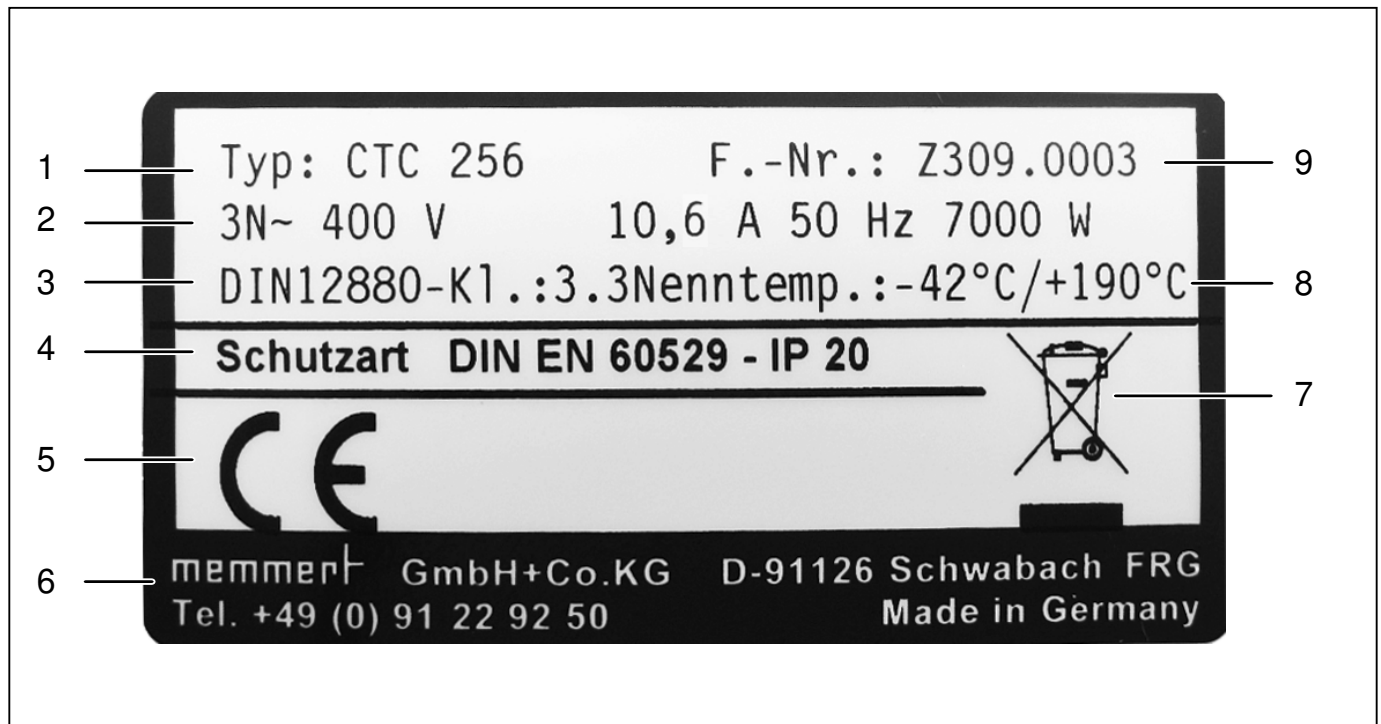 1 Typ: CTC 256 F.-Nr.: Z309.0003 9
2 3N~ 400 V 10,6 A 50 Hz 7000 W
3 DIN12880-Kl.:3.3Nenntemp.:-42°C/+190°C 8
4 Schutzart DIN EN 60529 - IP 20
7
5 CE
6 memmert GmbH+Co.KG D-91126 Schwabach FRG
Tel. +49 (0) 91 22 92 50 Made in Germany